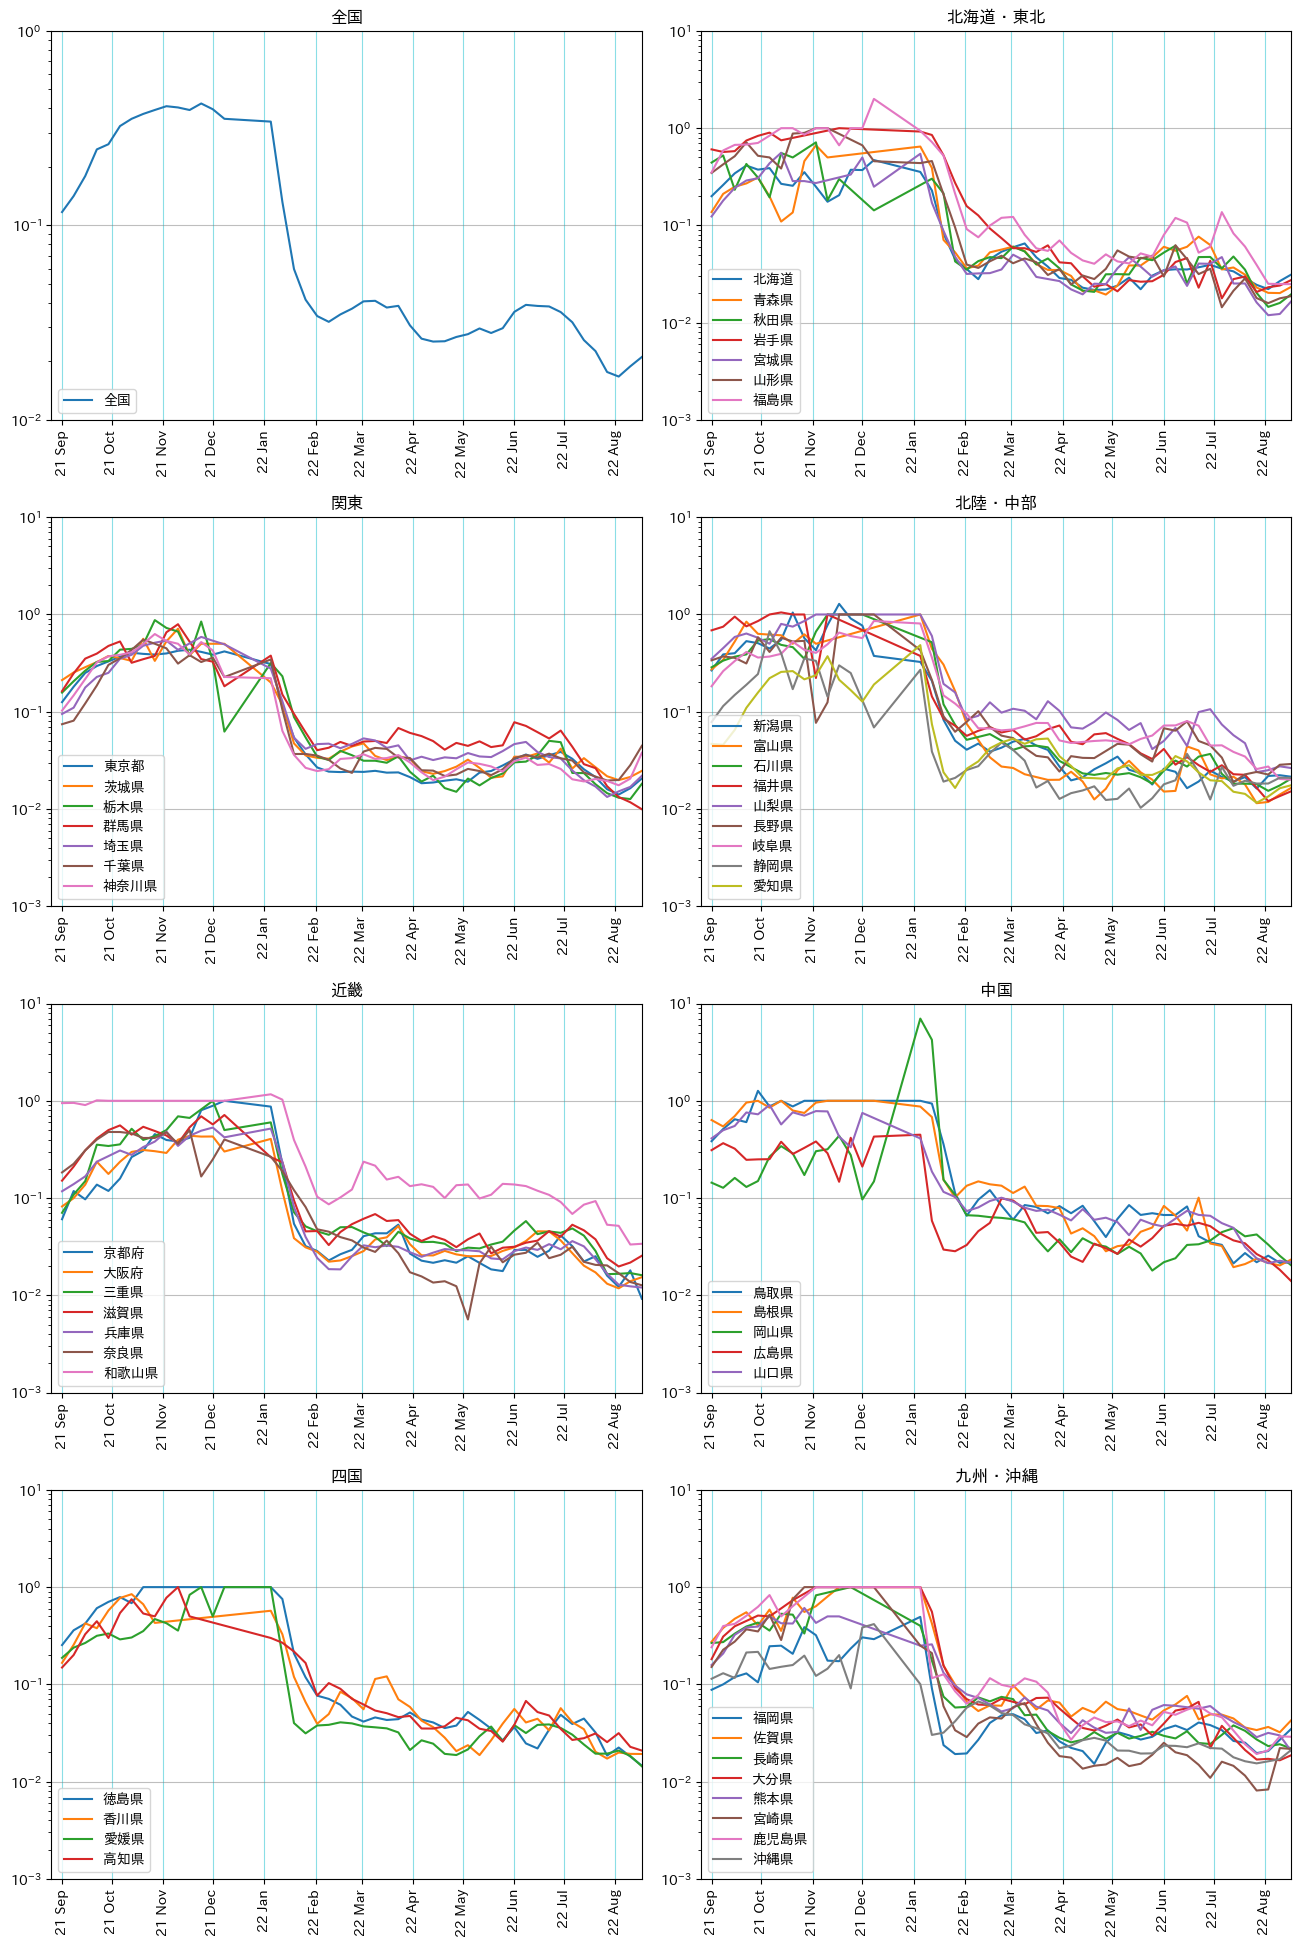 全国
10⁰
10⁻¹
10⁻²
全国
21 Sep
21 Oct
21 Nov
21 Dec
22 Jan
22 Feb
22 Mar
22 Apr
22 May
22 Jun
22 Jul
22 Aug
北海道・東北
10¹
10⁰
10⁻¹
10⁻²
10⁻³
北海道
青森県
秋田県
岩手県
宮城県
山形県
福島県
21 Sep
21 Oct
21 Nov
21 Dec
22 Jan
22 Feb
22 Mar
22 Apr
22 May
22 Jun
22 Jul
22 Aug
関東
10¹
10⁰
10⁻¹
10⁻²
10⁻³
東京都
茨城県
栃木県
群馬県
埼玉県
千葉県
神奈川県
21 Sep
21 Oct
21 Nov
21 Dec
22 Jan
22 Feb
22 Mar
22 Apr
22 May
22 Jun
22 Jul
22 Aug
北陸・中部
10¹
10⁰
10⁻¹
10⁻²
10⁻³
新潟県
富山県
石川県
福井県
山梨県
長野県
岐阜県
静岡県
愛知県
21 Sep
21 Oct
21 Nov
21 Dec
22 Jan
22 Feb
22 Mar
22 Apr
22 May
22 Jun
22 Jul
22 Aug
近畿
10¹
10⁰
10⁻¹
10⁻²
10⁻³
京都府
大阪府
三重県
滋賀県
兵庫県
奈良県
和歌山県
21 Sep
21 Oct
21 Nov
21 Dec
22 Jan
22 Feb
22 Mar
22 Apr
22 May
22 Jun
22 Jul
22 Aug
中国
10¹
10⁰
10⁻¹
10⁻²
10⁻³
鳥取県
島根県
岡山県
広島県
山口県
21 Sep
21 Oct
21 Nov
21 Dec
22 Jan
22 Feb
22 Mar
22 Apr
22 May
22 Jun
22 Jul
22 Aug
四国
10¹
10⁰
10⁻¹
10⁻²
10⁻³
徳島県
香川県
愛媛県
高知県
21 Sep
21 Oct
21 Nov
21 Dec
22 Jan
22 Feb
22 Mar
22 Apr
22 May
22 Jun
22 Jul
22 Aug
九州・沖縄
10¹
10⁰
10⁻¹
10⁻²
10⁻³
福岡県
佐賀県
長崎県
大分県
熊本県
宮崎県
鹿児島県
沖縄県
21 Sep
21 Oct
21 Nov
21 Dec
22 Jan
22 Feb
22 Mar
22 Apr
22 May
22 Jun
22 Jul
22 Aug